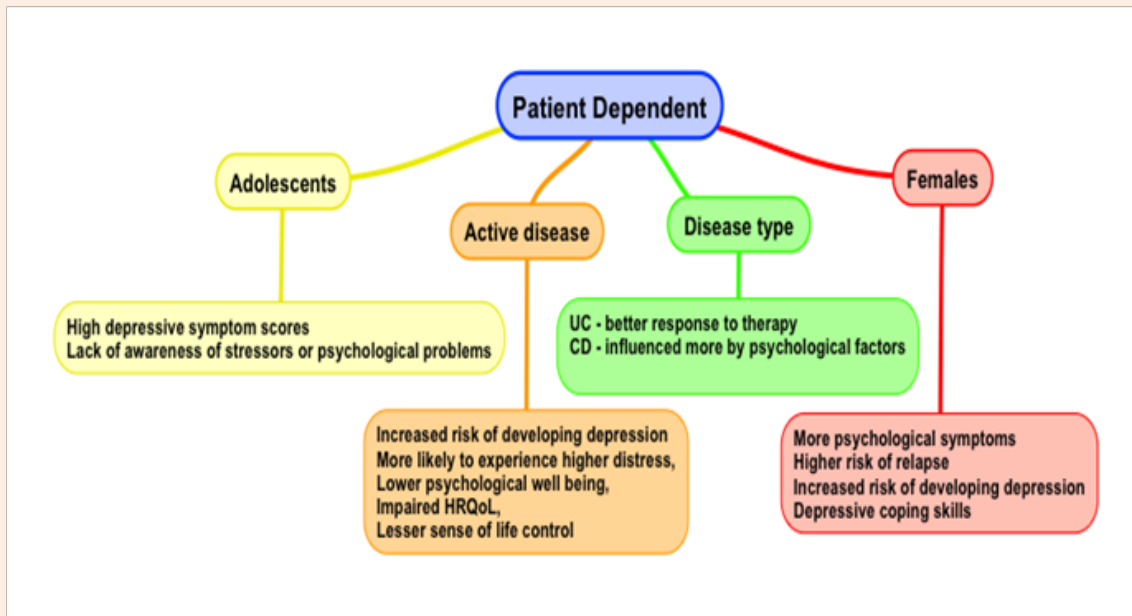 Patient Dependent
Adolescents
High depressive symptom scores
Lack of awareness of stressors or psychological problems
Active disease
Increased risk of developing depression
More likely to experience higher distress,
Lower psychological well being,
Impaired HRQoL,
Lesser sense of life control
Disease type
UC - better response to therapy
CD - influenced more by psychological factors
Females
More psychological symptoms
Higher risk of relapse
Increased risk of developing depression
Depressive coping skills